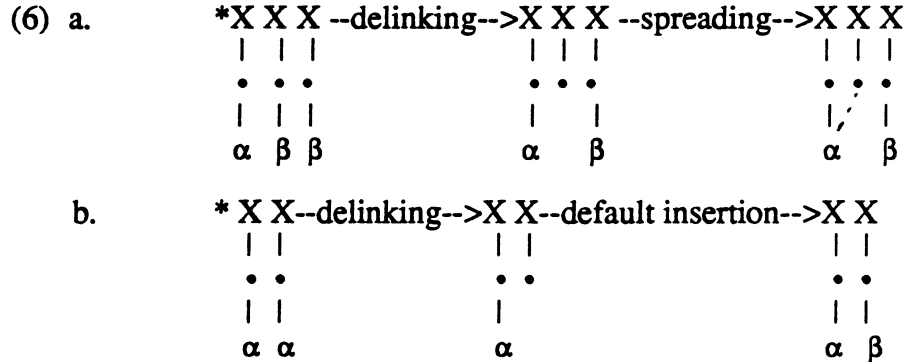 (6) a. *X X X --delinking-->X X X --spreading-->X X X
| | | | | | | | |
• • • • • • • • •
| | | | | | |
α β β α β α β
b. * X X--delinking-->X X--default insertion-->X X
| | | | | |
• • • • • •
| | | | |
α α α α β